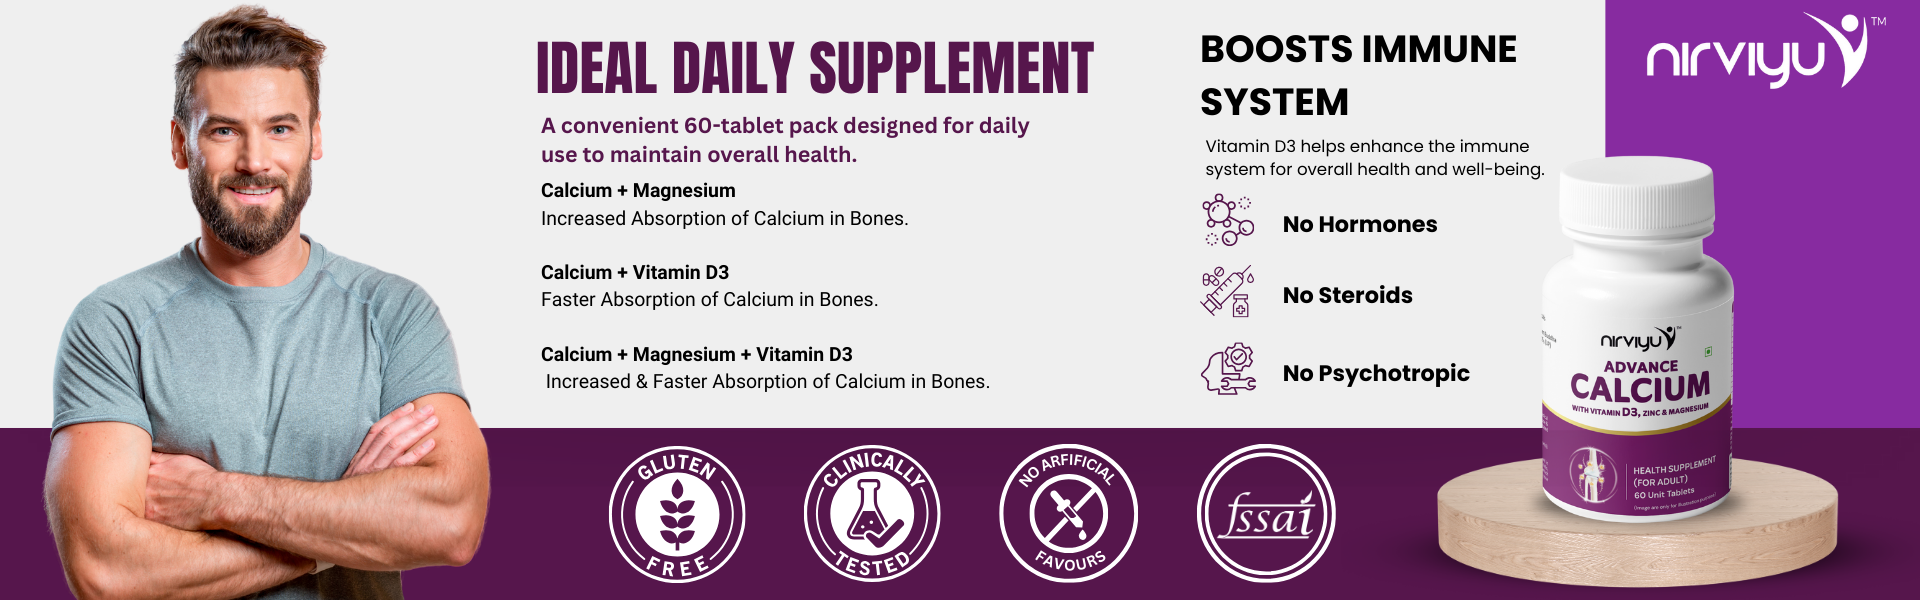 IDEAL DAILY SUPPLEMENT
A convenient 60-tablet pack designed for daily
use to maintain overall health.
Calcium + Magnesium
Increased Absorption of Calcium in Bones.
Calcium + Vitamin D3
Faster Absorption of Calcium in Bones.
Calcium + Magnesium + Vitamin D3
Increased & Faster Absorption of Calcium in Bones.
BOOSTS IMMUNE
SYSTEM
Vitamin D3 helps enhance the immune
system for overall health and well-being.
No Hormones
No Steroids
No Psychotropic
nirviyu TM
nirviyu
ADVANCE
CALCIUM
WITH VITAMIN D3, ZINC & MAGNESIUM
HEALTH SUPPLEMENT
(FOR ADULT)
60 Unit Tablets
GLUTEN
FREE
CLINICALLY
TESTED
NO ARFIFICIAL
FAVOURS
fssai